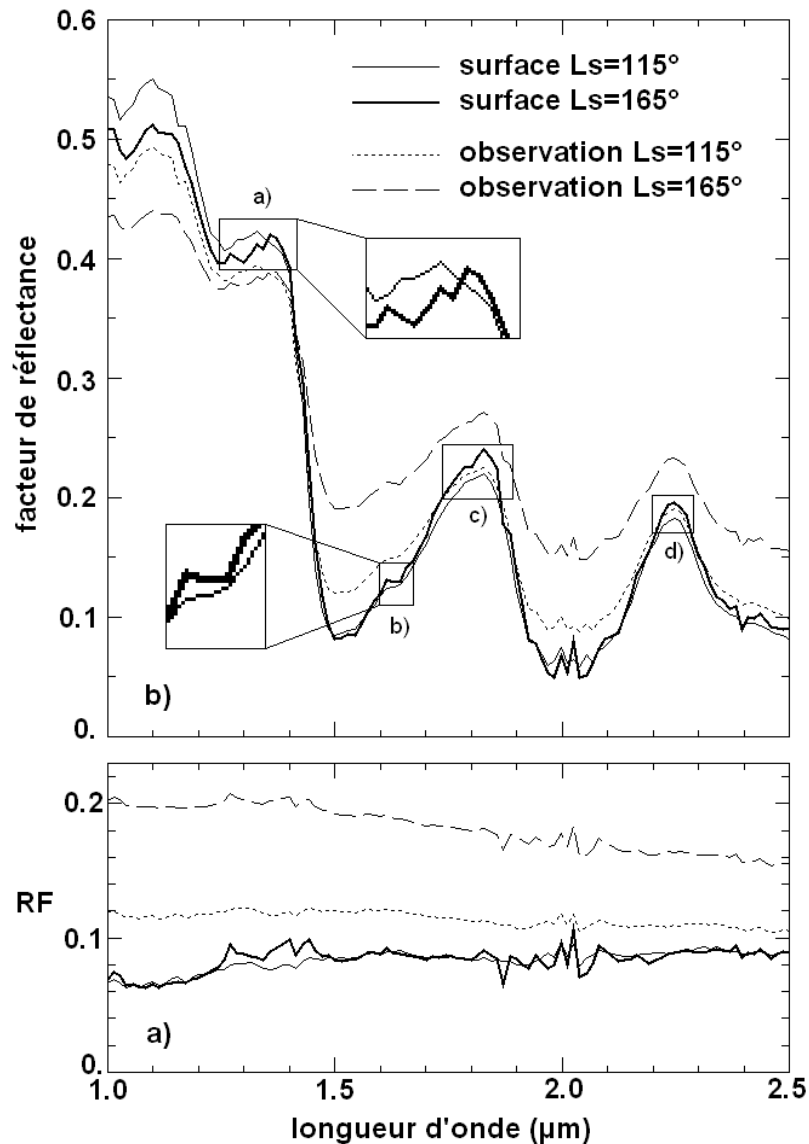 0.6
surface Ls=115°
surface Ls=165°
observation Ls=115°
observation Ls=165°
0.5
a)
0.4
facteur de réflectance
0.3
0.2
c)
d)
b)
0.1
b)
0.
0.2
RF
0.1
a)
0.
1.0
1.5
2.0
2.5
longueur d'onde (µm)